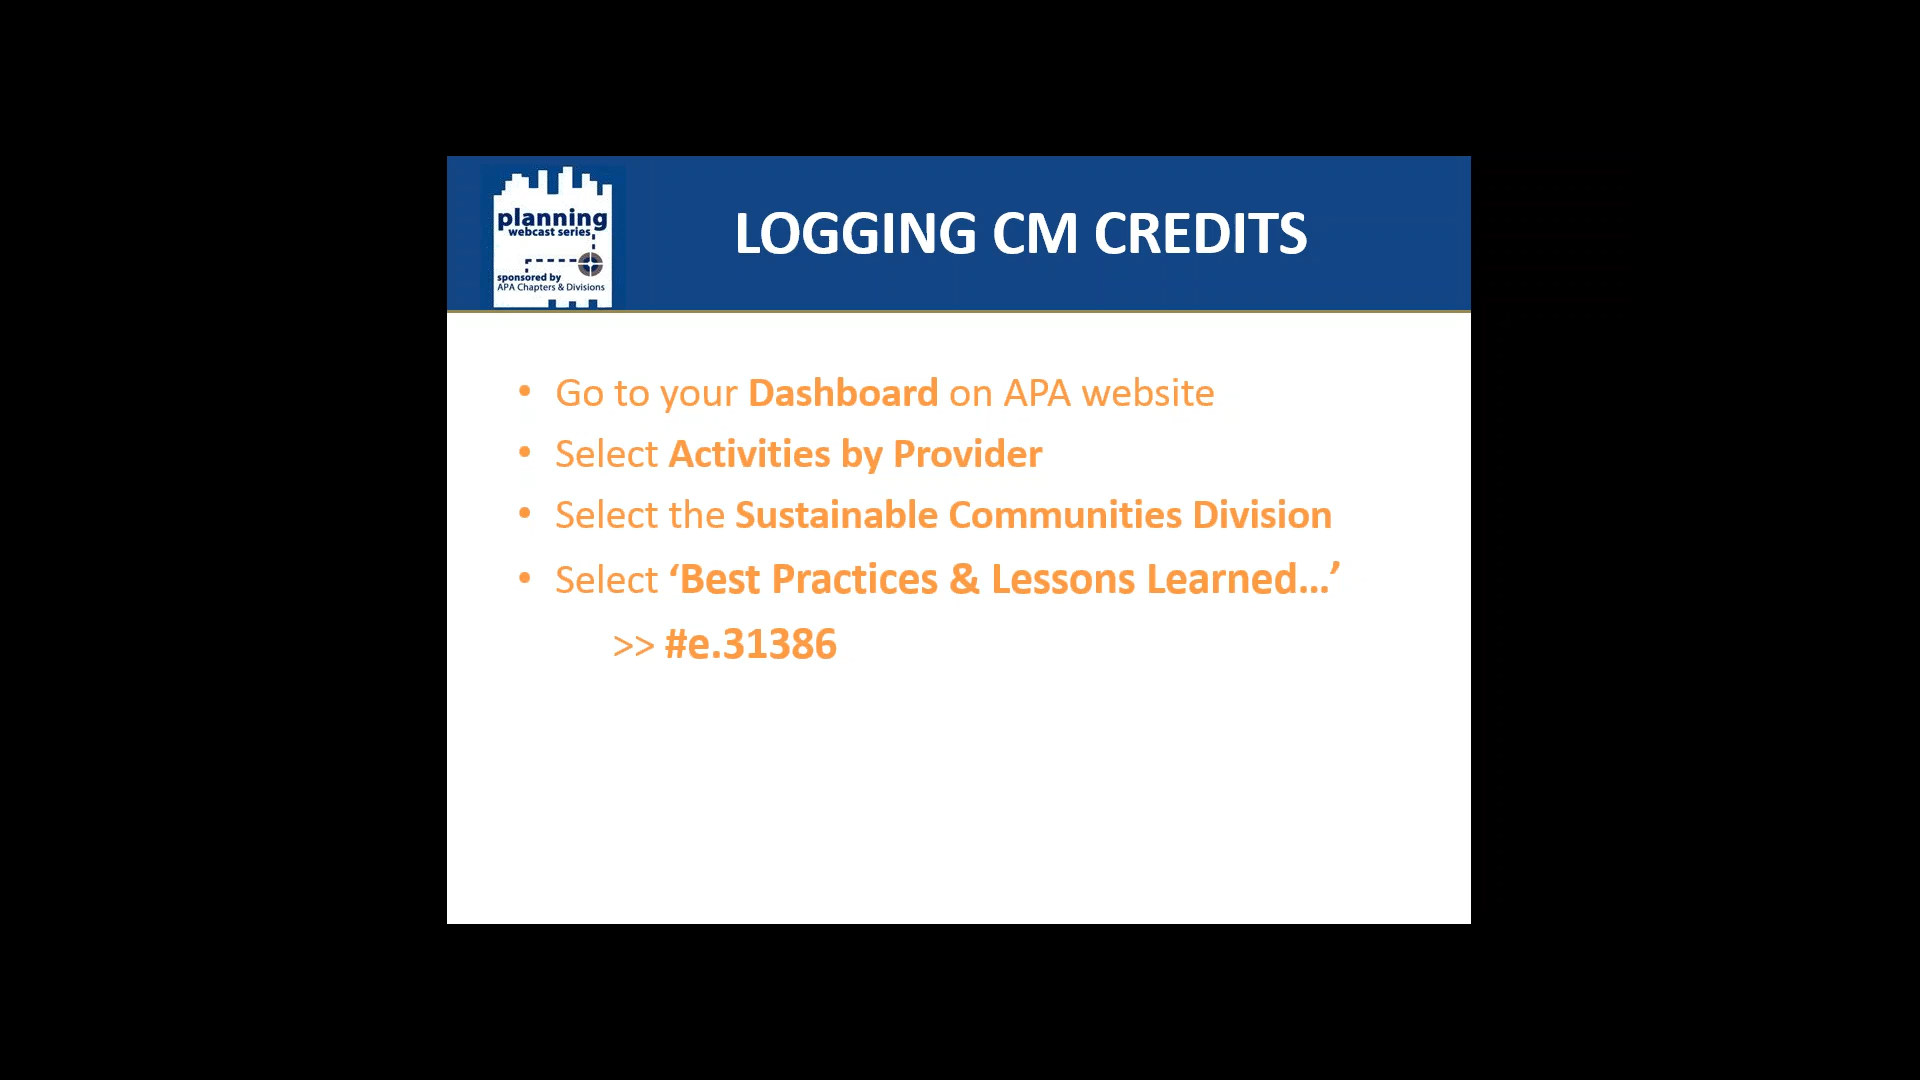 planning
webcast series
sponsored by
APA Chapters & Divisions
LOGGING CM CREDITS
• Go to your Dashboard on APA website
• Select Activities by Provider
• Select the Sustainable Communities Division
• Select ‘Best Practices & Lessons Learned...’
>> #e.31386